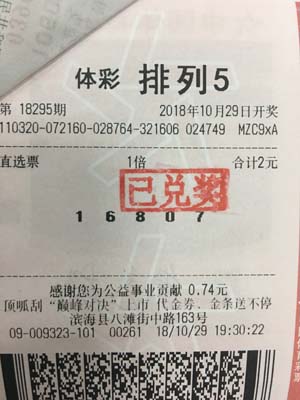 体彩 排列5
第 18295期 2018年10月29日开奖
110320-072160-028764-321606 024749 MZC9xA
直选票 1倍 合计2元
已兑奖
1 6 8 0 7
感谢您为公益事业贡献 0.74元
顶呱刮“巅峰对决”上市 代金券、金条送不停
滨海县八滩街中路163号
09-009323-101 00261 18/10/29 19:30:22